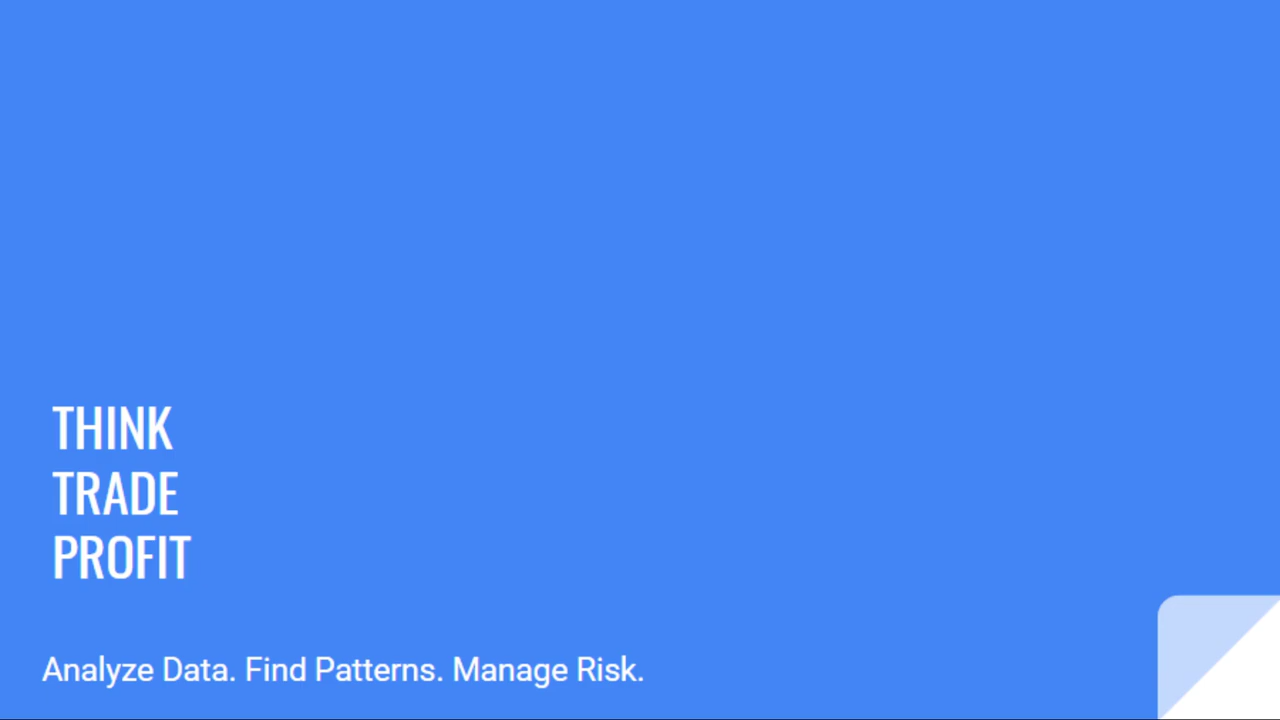 THINK
TRADE
PROFIT
Analyze Data. Find Patterns. Manage Risk.